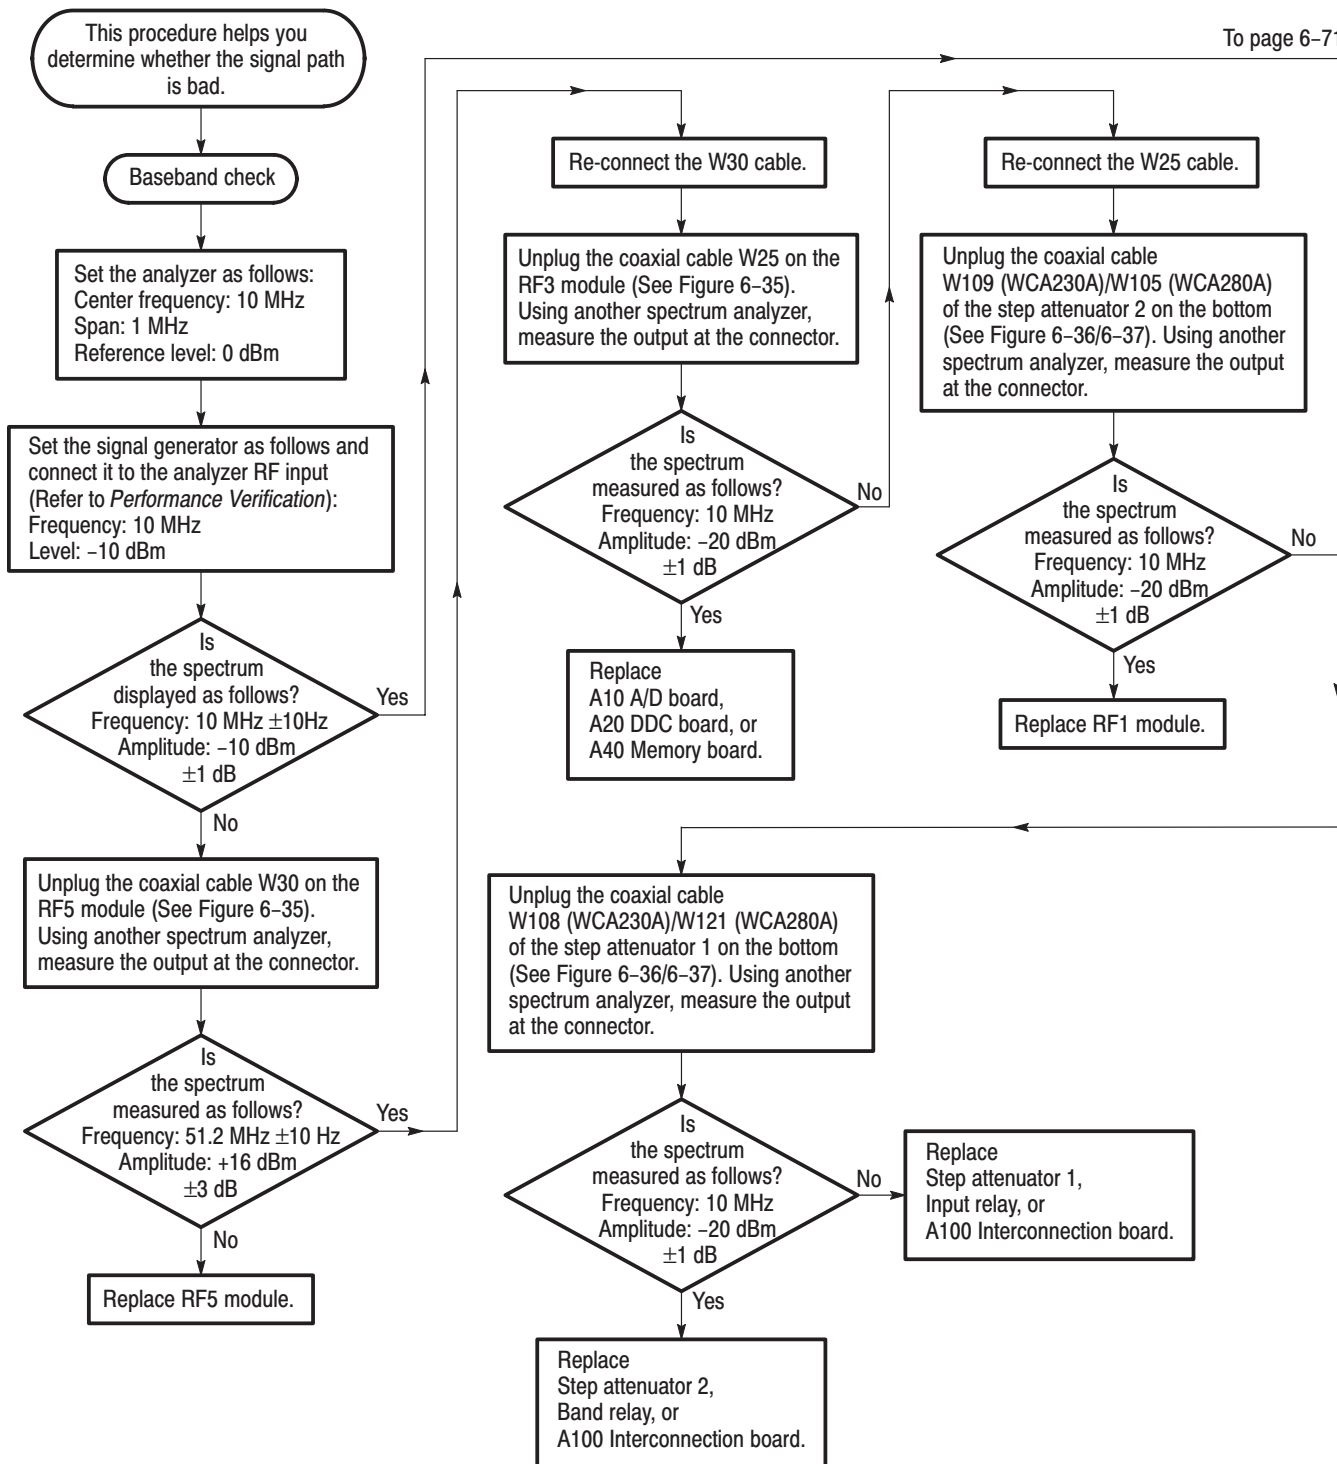 This procedure helps you
determine whether the signal path
is bad.
Baseband check
Set the analyzer as follows:
Center frequency: 10 MHz
Span: 1 MHz
Reference level: 0 dBm
Set the signal generator as follows and
connect it to the analyzer RF input
(Refer to Performance Verification):
Frequency: 10 MHz
Level: –10 dBm
Is
the spectrum
displayed as follows?
Frequency: 10 MHz ±10Hz
Amplitude: –10 dBm
±1 dB
Yes
No
Unplug the coaxial cable W30 on the
RF5 module (See Figure 6–35).
Using another spectrum analyzer,
measure the output at the connector.
Is
the spectrum
measured as follows?
Frequency: 51.2 MHz ±10 Hz
Amplitude: +16 dBm
±3 dB
Yes
No
Replace RF5 module.
To page 6–71
Re-connect the W30 cable.
Unplug the coaxial cable W25 on the
RF3 module (See Figure 6–35).
Using another spectrum analyzer,
measure the output at the connector.
Is
the spectrum
measured as follows?
Frequency: 10 MHz
Amplitude: –20 dBm
±1 dB
No
Yes
Replace
A10 A/D board,
A20 DDC board, or
A40 Memory board.
Re-connect the W25 cable.
Unplug the coaxial cable
W109 (WCA230A)/W105 (WCA280A)
of the step attenuator 2 on the bottom
(See Figure 6–36/6–37). Using another
spectrum analyzer, measure the output
at the connector.
Is
the spectrum
measured as follows?
Frequency: 10 MHz
Amplitude: –20 dBm
±1 dB
No
Yes
Replace RF1 module.
Unplug the coaxial cable
W108 (WCA230A)/W121 (WCA280A)
of the step attenuator 1 on the bottom
(See Figure 6–36/6–37). Using another
spectrum analyzer, measure the output
at the connector.
Is
the spectrum
measured as follows?
Frequency: 10 MHz
Amplitude: –20 dBm
±1 dB
No
Replace
Step attenuator 1,
Input relay, or
A100 Interconnection board.
Yes
Replace
Step attenuator 2,
Band relay, or
A100 Interconnection board.